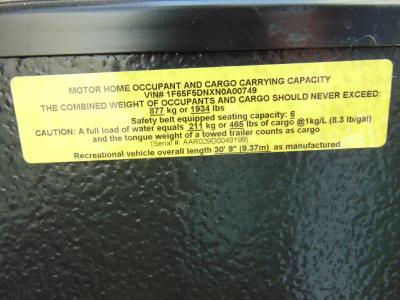 MOTOR HOME OCCUPANT AND CARGO CARRYING CAPACITY
VIN# 1F65F5DNXN0A00749
THE COMBINED WEIGHT OF OCCUPANTS AND CARGO SHOULD NEVER EXCEED:
877 kg or 1934 lbs
Safety belt equipped seating capacity: 6
CAUTION: A full load of water equals 211 kg or 465 lbs of cargo @1kg/L (8.3 lb/gal)
and the tongue weight of a towed trailer counts as cargo
(Serial #: AAR029D0049199)
Recreational vehicle overall length 30' 9" (9.37m) as manufactured